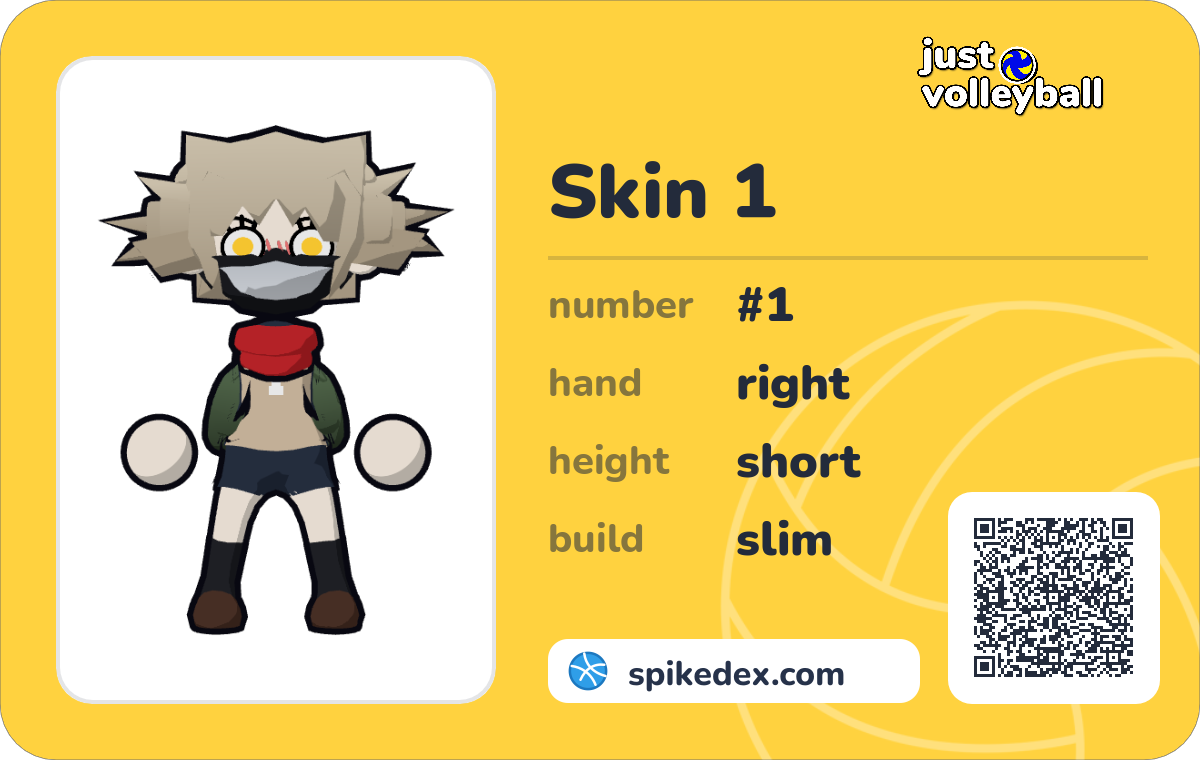 just
volleyball
Skin 1
number #1
hand right
height short
build slim
spikedex.com